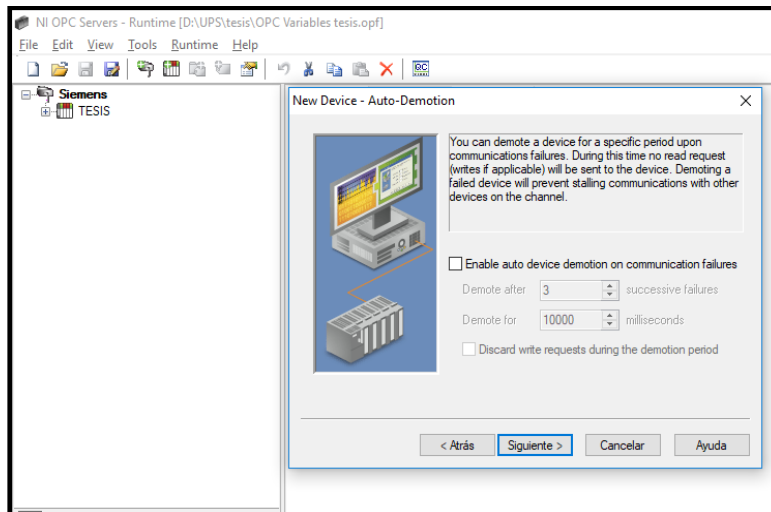 NI OPC Servers - Runtime [D:\UPS\tesis\OPC Variables tesis.opf]
File Edit View Tools Runtime Help
Siemens
TESIS
New Device - Auto-Demotion
You can demote a device for a specific period upon
communications failures. During this time no read request
(writes if applicable) will be sent to the device. Demoting a
failed device will prevent stalling communications with other
devices on the channel.
Enable auto device demotion on communication failures
Demote after 3 successive failures
Demote for 10000 milliseconds
Discard write requests during the demotion period
< Atrás Siguiente > Cancelar Ayuda